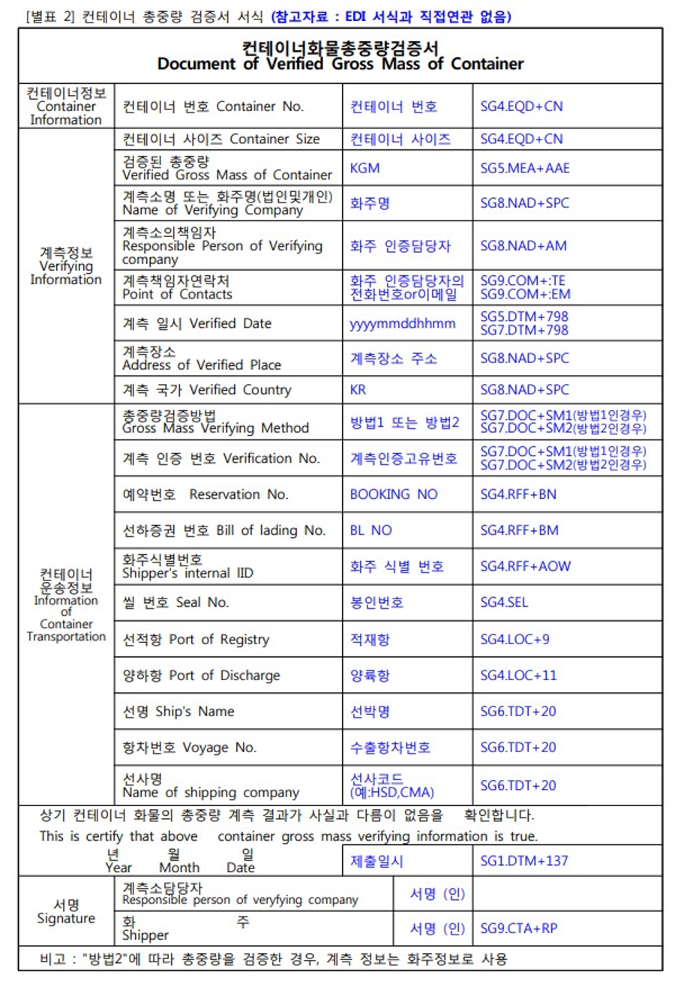 [별표 2] 컨테이너 총중량 검증서 서식 (참고자료 : EDI 서식과 직접연관 없음)
컨테이너화물총중량검증서
Document of Verified Gross Mass of Container
컨테이너정보
Container
Information
컨테이너 번호 Container No.
컨테이너 번호
SG4.EQD+CN
계측정보
Verifying
Information
컨테이너 사이즈 Container Size
컨테이너 사이즈
SG4.EQD+CN
검증된 총중량
Verified Gross Mass of Container
KGM
SG5.MEA+AAE
계측소명 또는 화주명(법인및개인)
Name of Verifying Company
화주명
SG8.NAD+SPC
계측소의책임자
Responsible Person of Verifying
company
화주 인증담당자
SG8.NAD+AM
계측책임자연락처
Point of Contacts
화주 인증담당자의
전화번호or이메일
SG9.COM+:TE
SG9.COM+:EM
계측 일시 Verified Date
yyyymmddhhmm
SG5.DTM+798
SG7.DTM+798
계측장소
Address of Verified Place
계측장소 주소
SG8.NAD+SPC
계측 국가 Verified Country
KR
SG8.NAD+SPC
컨테이너
운송정보
Information
of
Container
Transportation
총중량검증방법
Gross Mass Verifying Method
방법1 또는 방법2
SG7.DOC+SM1(방법1인경우)
SG7.DOC+SM2(방법2인경우)
계측 인증 번호 Verification No.
계측인증고유번호
SG7.DOC+SM1(방법1인경우)
SG7.DOC+SM2(방법2인경우)
예약번호 Reservation No.
BOOKING NO
SG4.RFF+BN
선하증권 번호 Bill of lading No.
BL NO
SG4.RFF+BM
화주식별번호
Shipper's internal IID
화주 식별 번호
SG4.RFF+AOW
씰 번호 Seal No.
봉인번호
SG4.SEL
선적항 Port of Registry
적재항
SG4.LOC+9
양하항 Port of Discharge
양륙항
SG4.LOC+11
선명 Ship's Name
선박명
SG6.TDT+20
항차번호 Voyage No.
수출항차번호
SG6.TDT+20
선사명
Name of shipping company
선사코드
(예:HSD,CMA)
SG6.TDT+20
상기 컨테이너 화물의 총중량 계측 결과가 사실과 다름이 없음을 확인합니다.
This is certify that above container gross mass verifying information is true.
년 월 일
Year Month Date
제출일시
SG1.DTM+137
서명
Signature
계측소담당자
Responsible person of veryfying company
서명 (인)
화 주
Shipper
서명 (인)
SG9.CTA+RP
비고 : "방법2"에 따라 총중량을 검증한 경우, 계측 정보는 화주정보로 사용